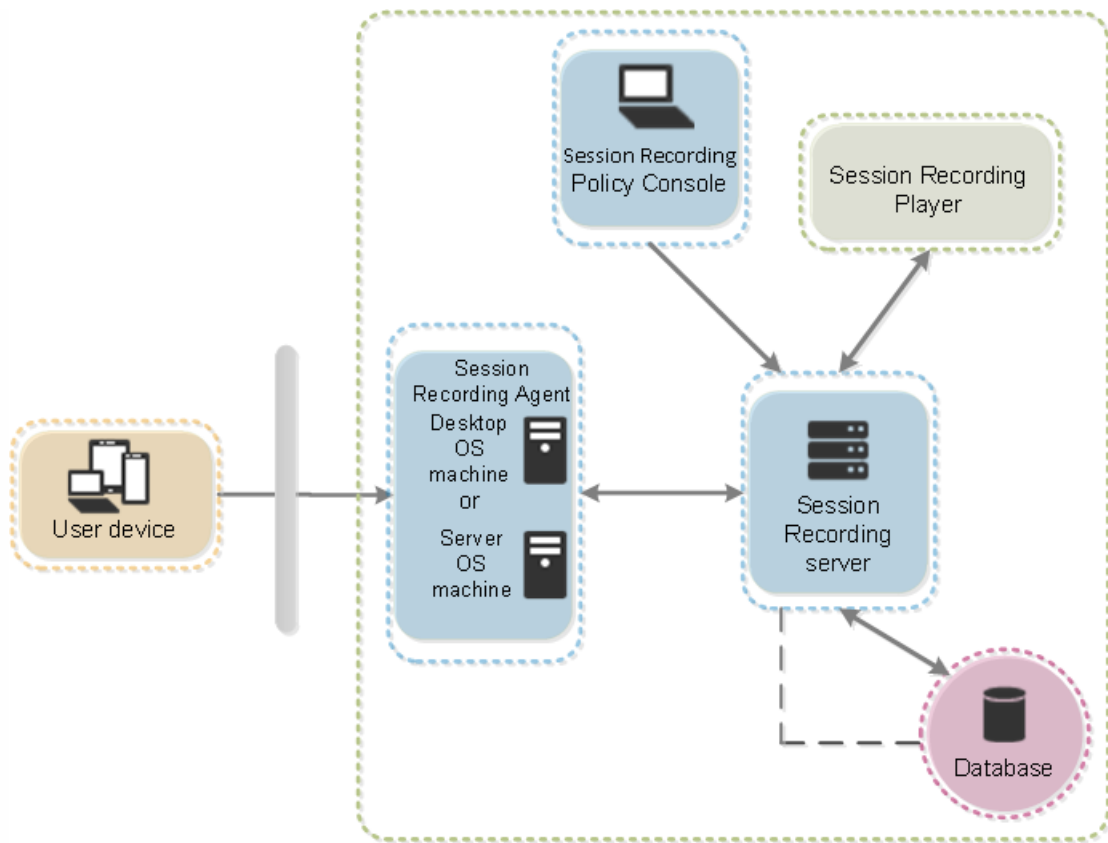 Session Recording
Policy Console
Session Recording
Player
Session
Recording Agent
Desktop
OS
machine
or
Server
OS
machine
User device
Session
Recording
server
Database